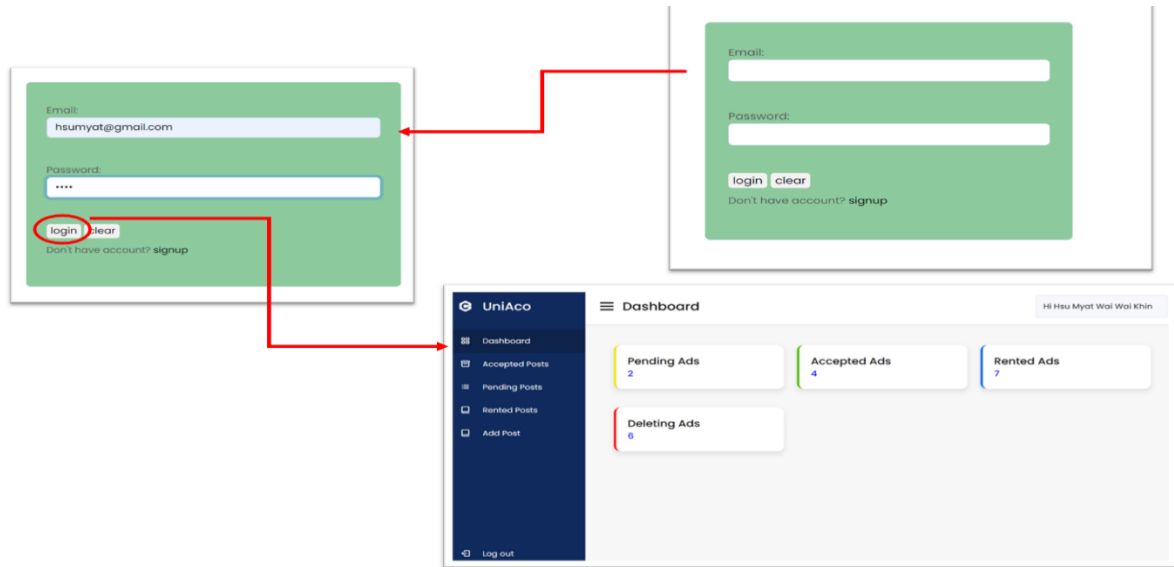 Email:
hsumyat@gmail.com
Password:
••••
login clear
Don't have account? signup
Email:
Password:
login clear
Don't have account? signup
UniAco
Dashboard
Accepted Posts
Pending Posts
Rented Posts
Add Post
Log out
Dashboard
Hi Hsu Myat Wai Wai Khin
Pending Ads
2
Accepted Ads
4
Rented Ads
7
Deleting Ads
6